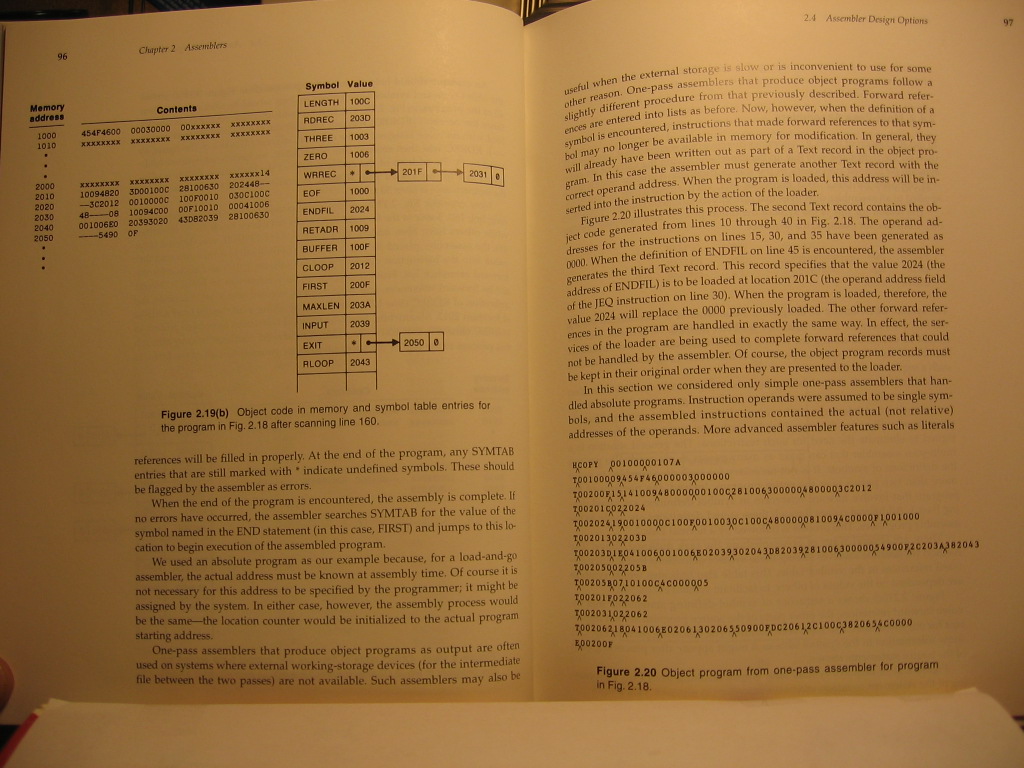 96
Chapter 2 Assemblers
Memory address
Contents
1000 454F4600 00030000 00xxxxxx xxxxxxxx
1010 xxxxxxxx xxxxxxxx xxxxxxxx xxxxxxxx
•
•
•
2000 xxxxxxxx xxxxxxxx xxxxxxxx xxxxxx14
2010 10094820 3D00100C 28100630 202448--
2020 ----3C2012 0010000C 100F0010 030C100C
2030 48----08 10094C00 00F10010 00041006
2040 001006E0 20393020 43D82039 28100630
2050 ----5490 0F
•
•
•
Symbol Value
LENGTH 100C
RDREC 203D
THREE 1003
ZERO 1006
WRREC * • 201F • 2031 0
EOF 1000
ENDFIL 2024
RETADR 1009
BUFFER 100F
CLOOP 2012
FIRST 200F
MAXLEN 203A
INPUT 2039
EXIT * • 2050 0
RLOOP 2043
Figure 2.19(b) Object code in memory and symbol table entries for
the program in Fig. 2.18 after scanning line 160.
references will be filled in properly. At the end of the program, any SYMTAB
entries that are still marked with * indicate undefined symbols. These should
be flagged by the assembler as errors.
When the end of the program is encountered, the assembly is complete. If
no errors have occurred, the assembler searches SYMTAB for the value of the
symbol named in the END statement (in this case, FIRST) and jumps to this lo-
cation to begin execution of the assembled program.
We used an absolute program as our example because, for a load-and-go
assembler, the actual address must be known at assembly time. Of course it is
not necessary for this address to be specified by the programmer; it might be
assigned by the system. In either case, however, the assembly process would
be the same—the location counter would be initialized to the actual program
starting address.
One-pass assemblers that produce object programs as output are often
used on systems where external working-storage devices (for the intermediate
file between the two passes) are not available. Such assemblers may also be
2.4 Assembler Design Options
97
useful when the external storage is slow or is inconvenient to use for some
other reason. One-pass assemblers that produce object programs follow a
slightly different procedure from that previously described. Forward refer-
ences are entered into lists as before. Now, however, when the definition of a
symbol is encountered, instructions that made forward references to that sym-
bol may no longer be available in memory for modification. In general, they
will already have been written out as part of a Text record in the object pro-
gram. In this case the assembler must generate another Text record with the
correct operand address. When the program is loaded, this address will be in-
serted into the instruction by the action of the loader.
Figure 2.20 illustrates this process. The second Text record contains the ob-
ject code generated from lines 10 through 40 in Fig. 2.18. The operand ad-
dresses for the instructions on lines 15, 30, and 35 have been generated as
0000. When the definition of ENDFIL on line 45 is encountered, the assembler
generates the third Text record. This record specifies that the value 2024 (the
address of ENDFIL) is to be loaded at location 201C (the operand address field
of the JEQ instruction on line 30). When the program is loaded, therefore, the
value 2024 will replace the 0000 previously loaded. The other forward refer-
ences in the program are handled in exactly the same way. In effect, the ser-
vices of the loader are being used to complete forward references that could
not be handled by the assembler. Of course, the object program records must
be kept in their original order when they are presented to the loader.
In this section we considered only simple one-pass assemblers that han-
dled absolute programs. Instruction operands were assumed to be single sym-
bols, and the assembled instructions contained the actual (not relative)
addresses of the operands. More advanced assembler features such as literals
HCOPY 00100000107A
T00100009454F46000003000000
T00200F1514100948000000100C2810063000004800003C2012
T00201C022024
T002024190010000C100F0010030C100C4800000810094C0000F1001000
T00201302203D
T00203D1E041006001006E02039302043D8203928100630000054900F2C203A382043
T00205002205B
T00205B0710100C4C000005
T00201F022062
T002031022062
T00206218041006E0206130206550900FDC20612C100C3820654C0000
E00200F
Figure 2.20 Object program from one-pass assembler for program
in Fig. 2.18.